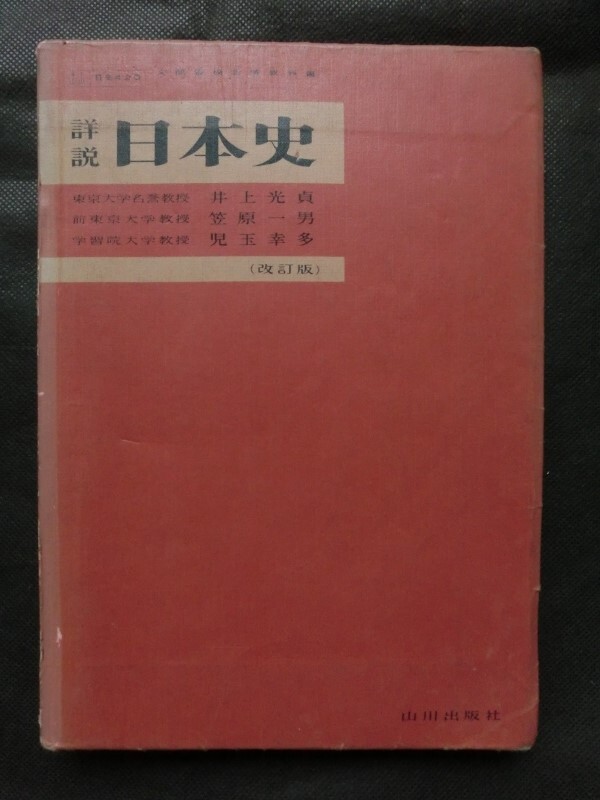 詳説 日本史
東京大学名誉教授 井上光貞
前東京大学教授 笠原一男
学習院大学教授 児玉幸多
(改訂版)
山川出版社